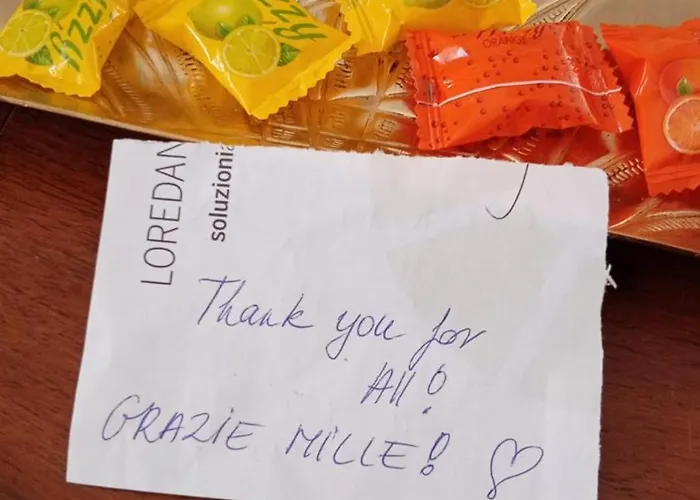 ORANGE
LOREDAN
soluzioni
Thank you for
All!
GRAZIE MILLE!